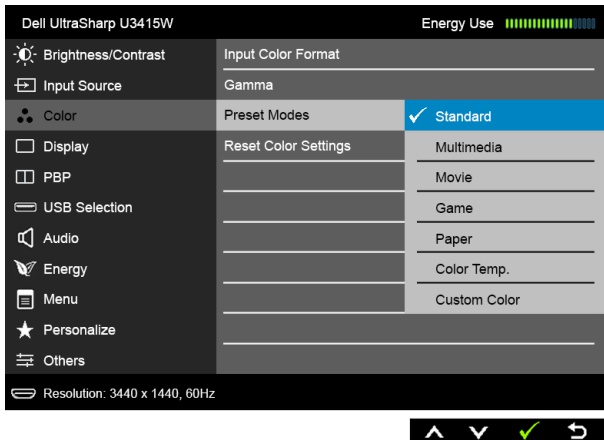 Dell UltraSharp U3415W Energy Use
Brightness/Contrast Input Color Format
Input Source Gamma
Color Preset Modes Standard
Display Reset Color Settings Multimedia
PBP Movie
USB Selection Game
Audio Paper
Energy Color Temp.
Menu Custom Color
Personalize
Others
Resolution: 3440 x 1440, 60Hz